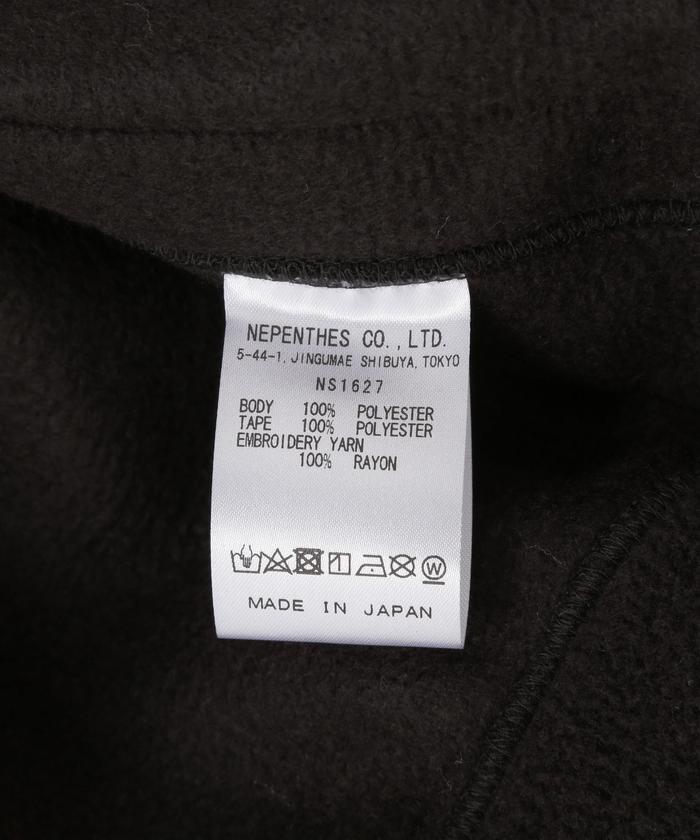 NEPENTHES CO.,LTD.
5-44-1, JINGUMAE SHIBUYA, TOKYO
NS1627
BODY 100% POLYESTER
TAPE 100% POLYESTER
EMBROIDERY YARN
100% RAYON
W
MADE IN JAPAN